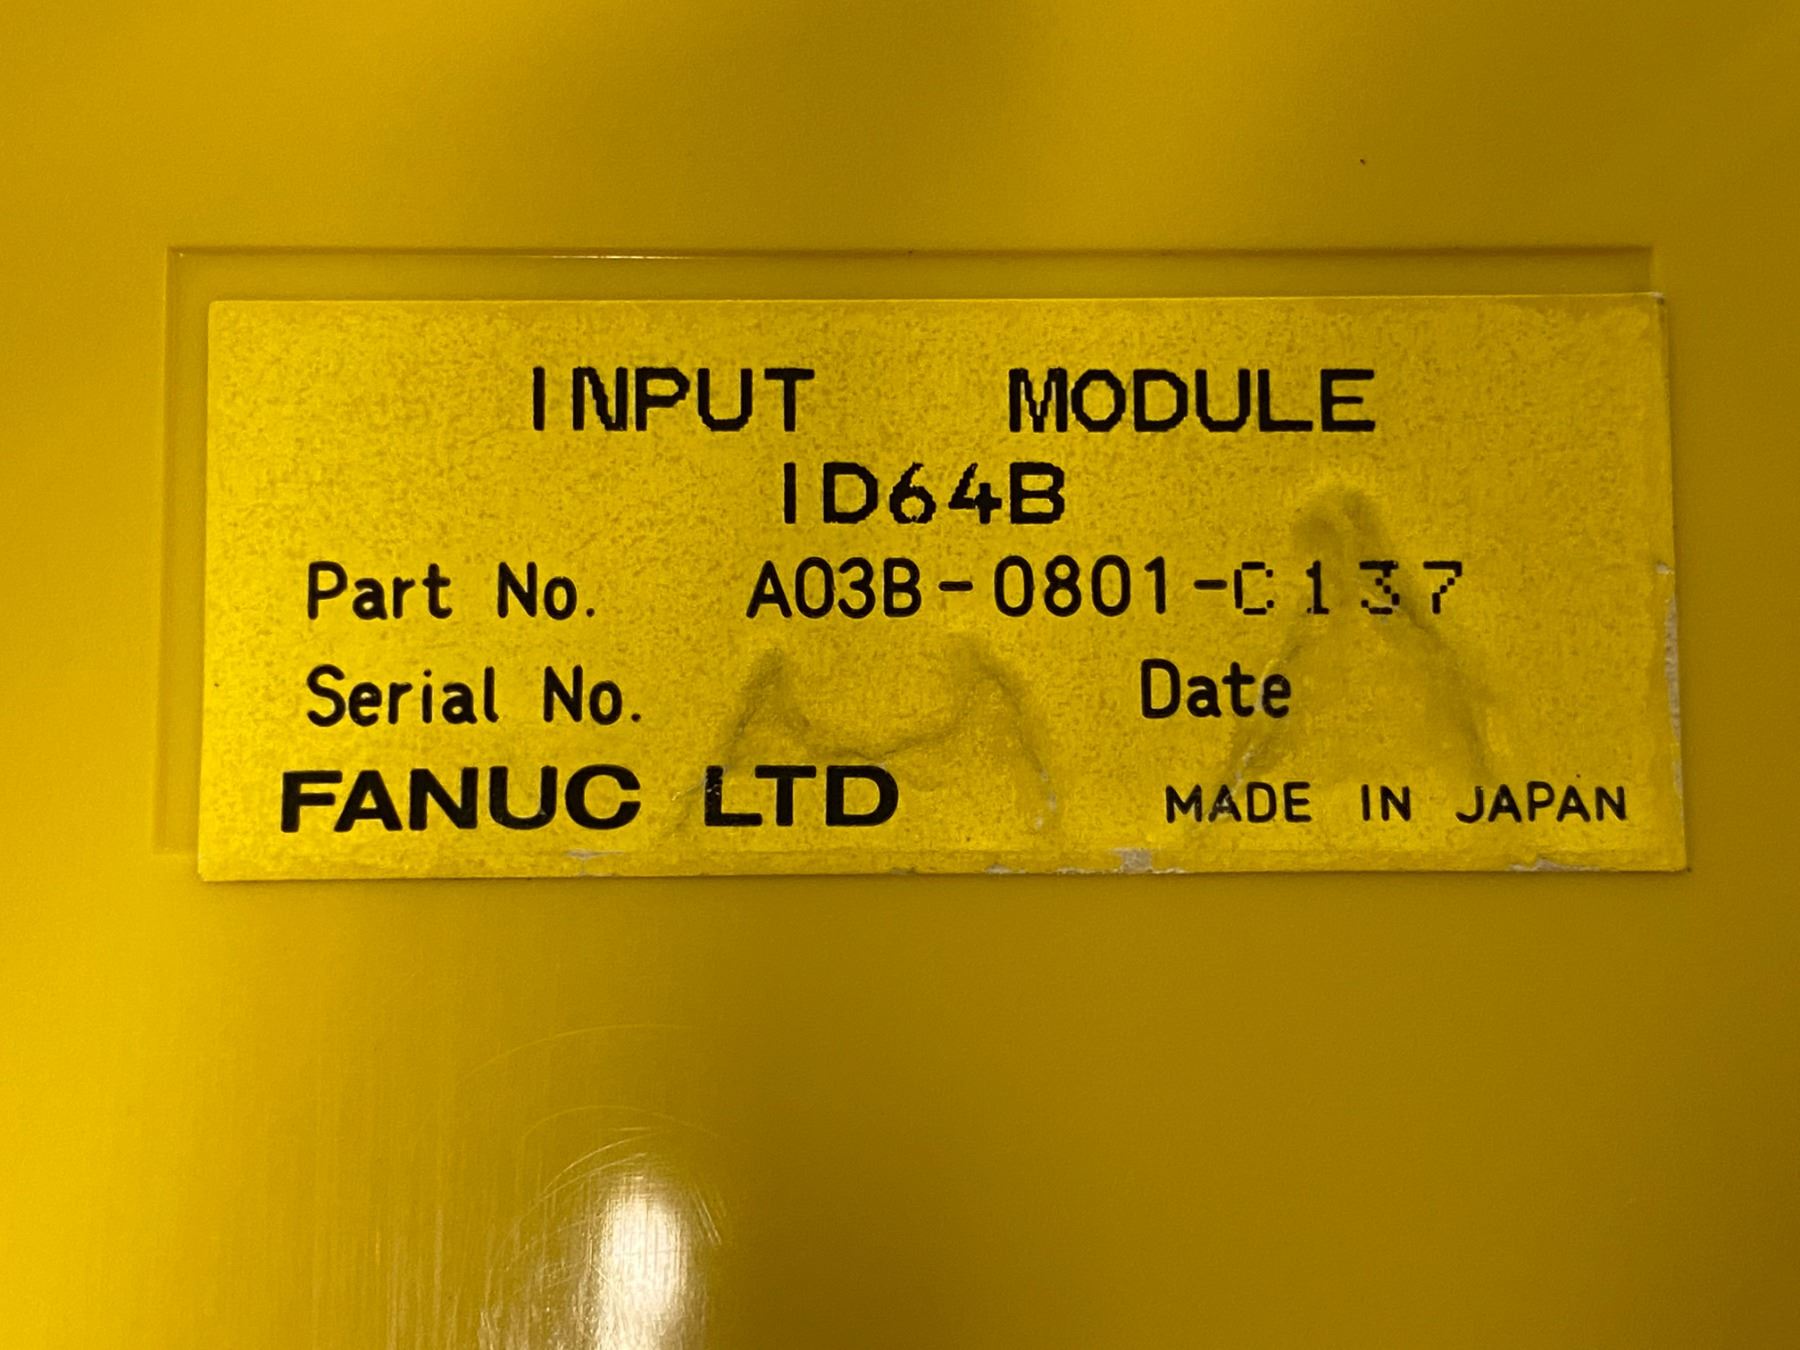 INPUT MODULE
ID64B
Part No. A03B-0801-C137
Serial No. Date
FANUC LTD MADE IN JAPAN